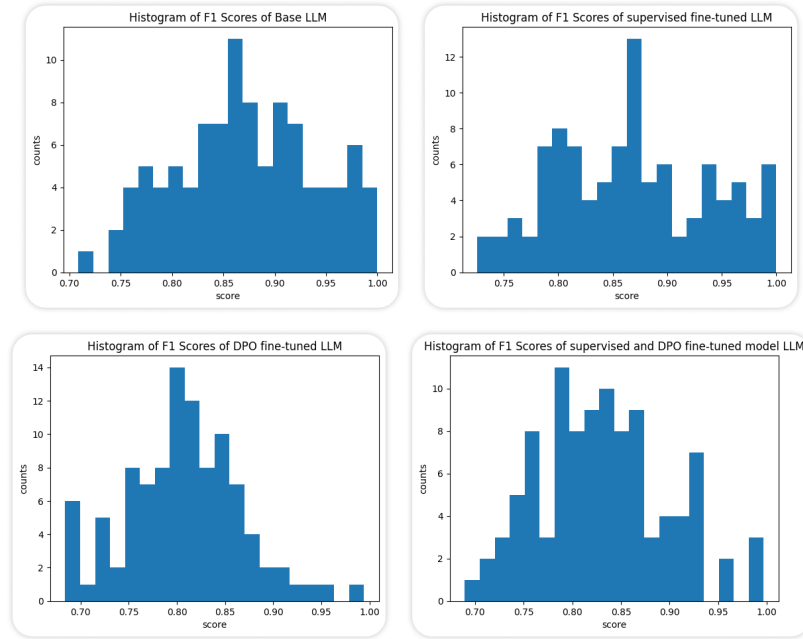 Histogram of F1 Scores of Base LLM
counts
10
8
6
4
2
0
0.70 0.75 0.80 0.85 0.90 0.95 1.00
score
Histogram of F1 Scores of supervised fine-tuned LLM
counts
12
10
8
6
4
2
0
0.75 0.80 0.85 0.90 0.95 1.00
score
Histogram of F1 Scores of DPO fine-tuned LLM
counts
14
12
10
8
6
4
2
0
0.70 0.75 0.80 0.85 0.90 0.95 1.00
score
Histogram of F1 Scores of supervised and DPO fine-tuned model LLM
counts
10
8
6
4
2
0
0.70 0.75 0.80 0.85 0.90 0.95 1.00
score